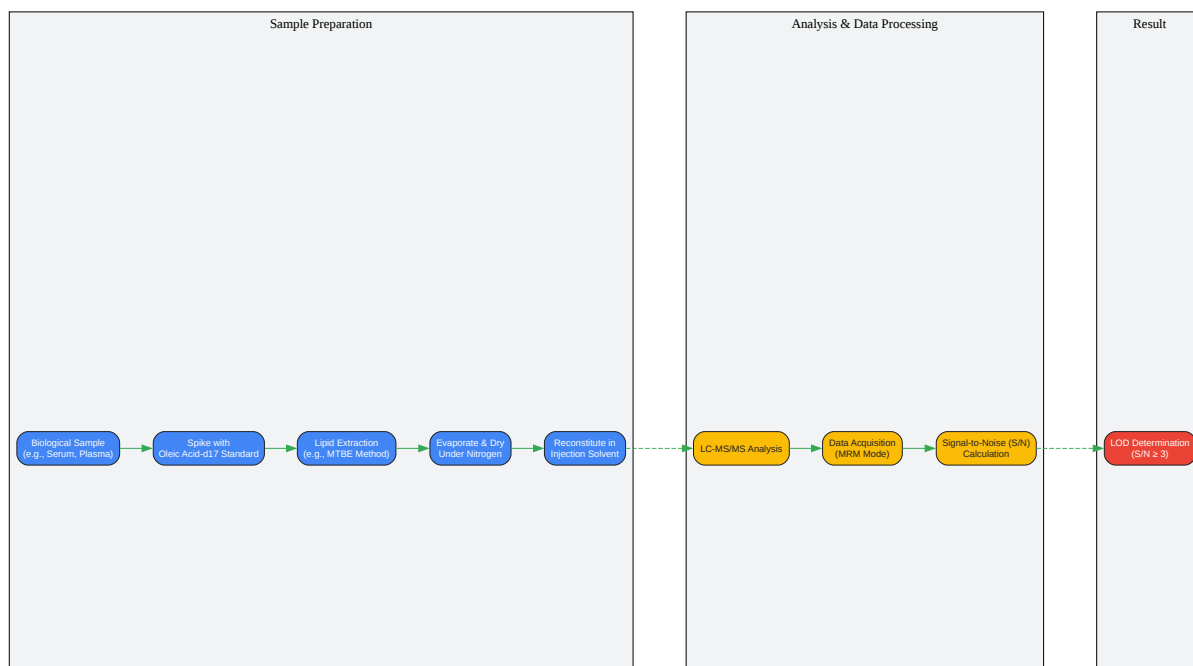 Sample Preparation
Biological Sample
(e.g., Serum, Plasma)
Spike with
Oleic Acid-d17 Standard
Lipid Extraction
(e.g., MTBE Method)
Evaporate & Dry
Under Nitrogen
Reconstitute in
Injection Solvent
Analysis & Data Processing
LC-MS/MS Analysis
Data Acquisition
(MRM Mode)
Signal-to-Noise (S/N)
Calculation
Result
LOD Determination
(S/N ≥ 3)